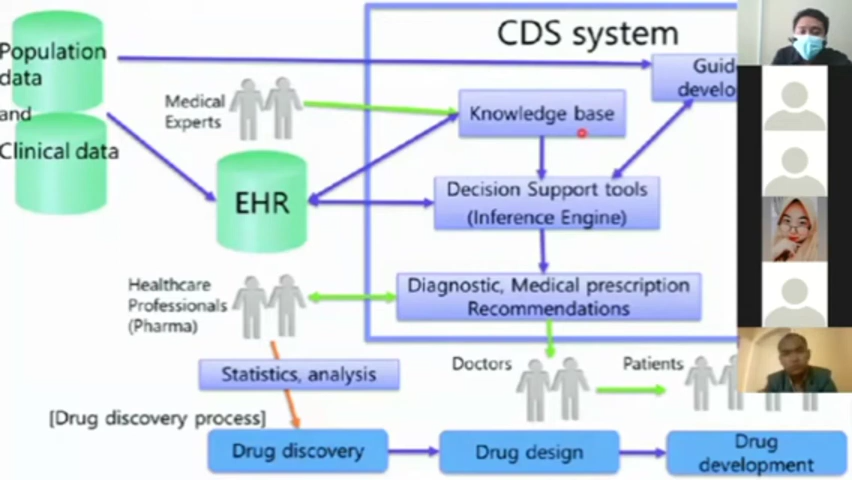 CDS system
Population
data
and
Clinical data
Medical
Experts
Knowledge base
EHR
Decision Support tools
(Inference Engine)
Healthcare
Professionals
(Pharma)
Diagnostic, Medical prescription
Recommendations
Statistics, analysis
Doctors
Patients
[Drug discovery process]
Drug discovery
Drug design
Drug
development